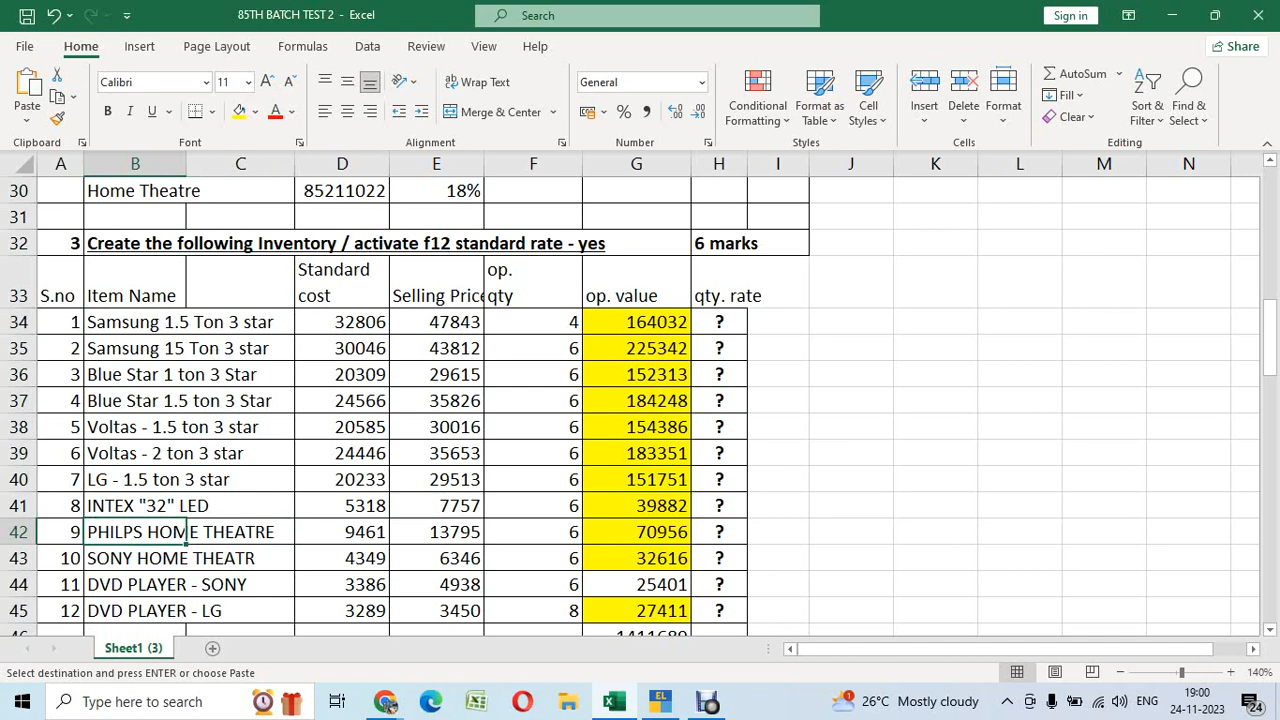 85TH BATCH TEST 2 - Excel
Search
Sign in
File Home Insert Page Layout Formulas Data Review View Help
Share
Paste
Calibri 11
Wrap Text
General
Conditional Formatting
Format as Table
Cell Styles
Insert
Delete
Format
AutoSum
Fill
Clear
Sort & Filter
Find & Select
B I U
Merge & Center
Clipboard Font Alignment Number Styles Cells Editing
A B C D E F G H I J K L M N
30 Home Theatre 85211022 18%
31
32 3 Create the following Inventory / activate f12 standard rate - yes 6 marks
33 S.no Item Name Standard cost Selling Price op. qty op. value qty. rate
34 1 Samsung 1.5 Ton 3 star 32806 47843 4 164032 ?
35 2 Samsung 15 Ton 3 star 30046 43812 6 225342 ?
36 3 Blue Star 1 ton 3 Star 20309 29615 6 152313 ?
37 4 Blue Star 1.5 ton 3 Star 24566 35826 6 184248 ?
38 5 Voltas - 1.5 ton 3 star 20585 30016 6 154386 ?
39 6 Voltas - 2 ton 3 star 24446 35653 6 183351 ?
40 7 LG - 1.5 ton 3 star 20233 29513 6 151751 ?
41 8 INTEX "32" LED 5318 7757 6 39882 ?
42 9 PHILPS HOME THEATRE 9461 13795 6 70956 ?
43 10 SONY HOME THEATR 4349 6346 6 32616 ?
44 11 DVD PLAYER - SONY 3386 4938 6 25401 ?
45 12 DVD PLAYER - LG 3289 3450 8 27411 ?
46 1411689
Sheet1 (3)
Select destination and press ENTER or choose Paste
140%
Type here to search
EL
1
26°C Mostly cloudy
ENG
19:00
24-11-2023
24